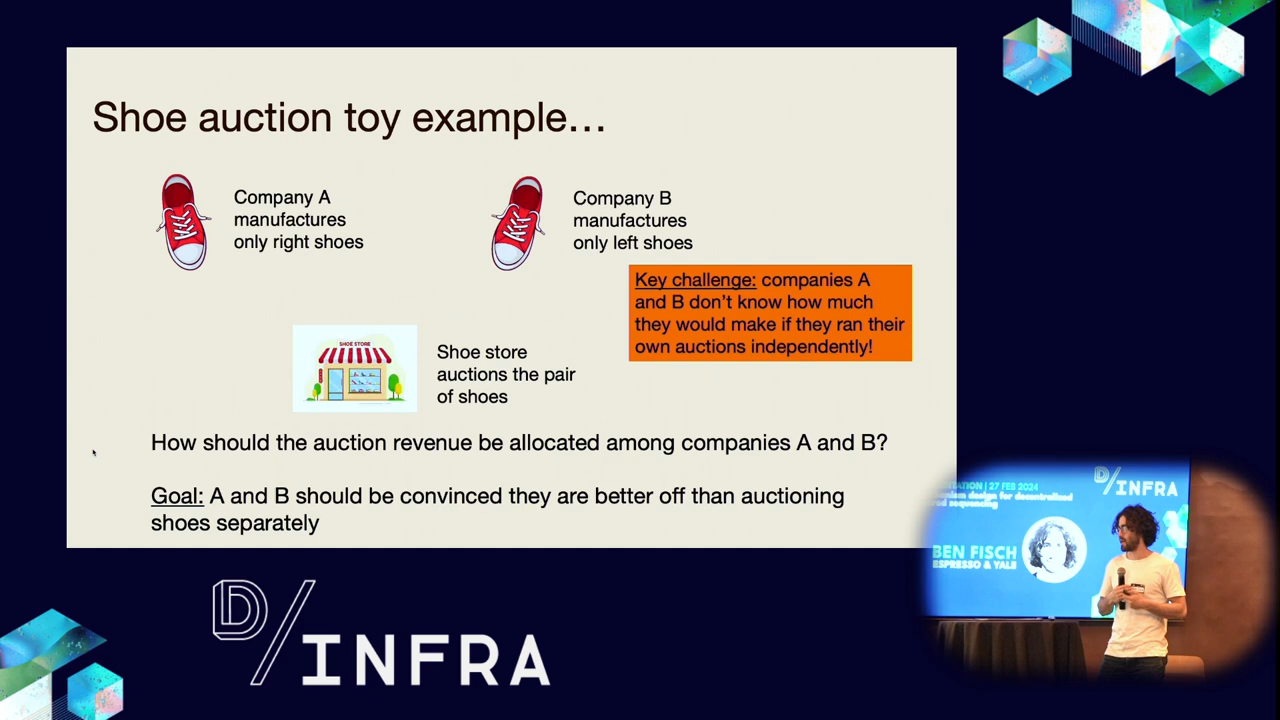 Shoe auction toy example…
Company A
manufactures
only right shoes
Company B
manufactures
only left shoes
Key challenge: companies A
and B don't know how much
they would make if they ran their
own auctions independently!
SHOE STORE
Shoe store
auctions the pair
of shoes
How should the auction revenue be allocated among companies A and B?
Goal: A and B should be convinced they are better off than auctioning
shoes separately
D/INFRA
27 FEB 2024
D/INFRA
BEN FISCH
ESPRESSO & YALE